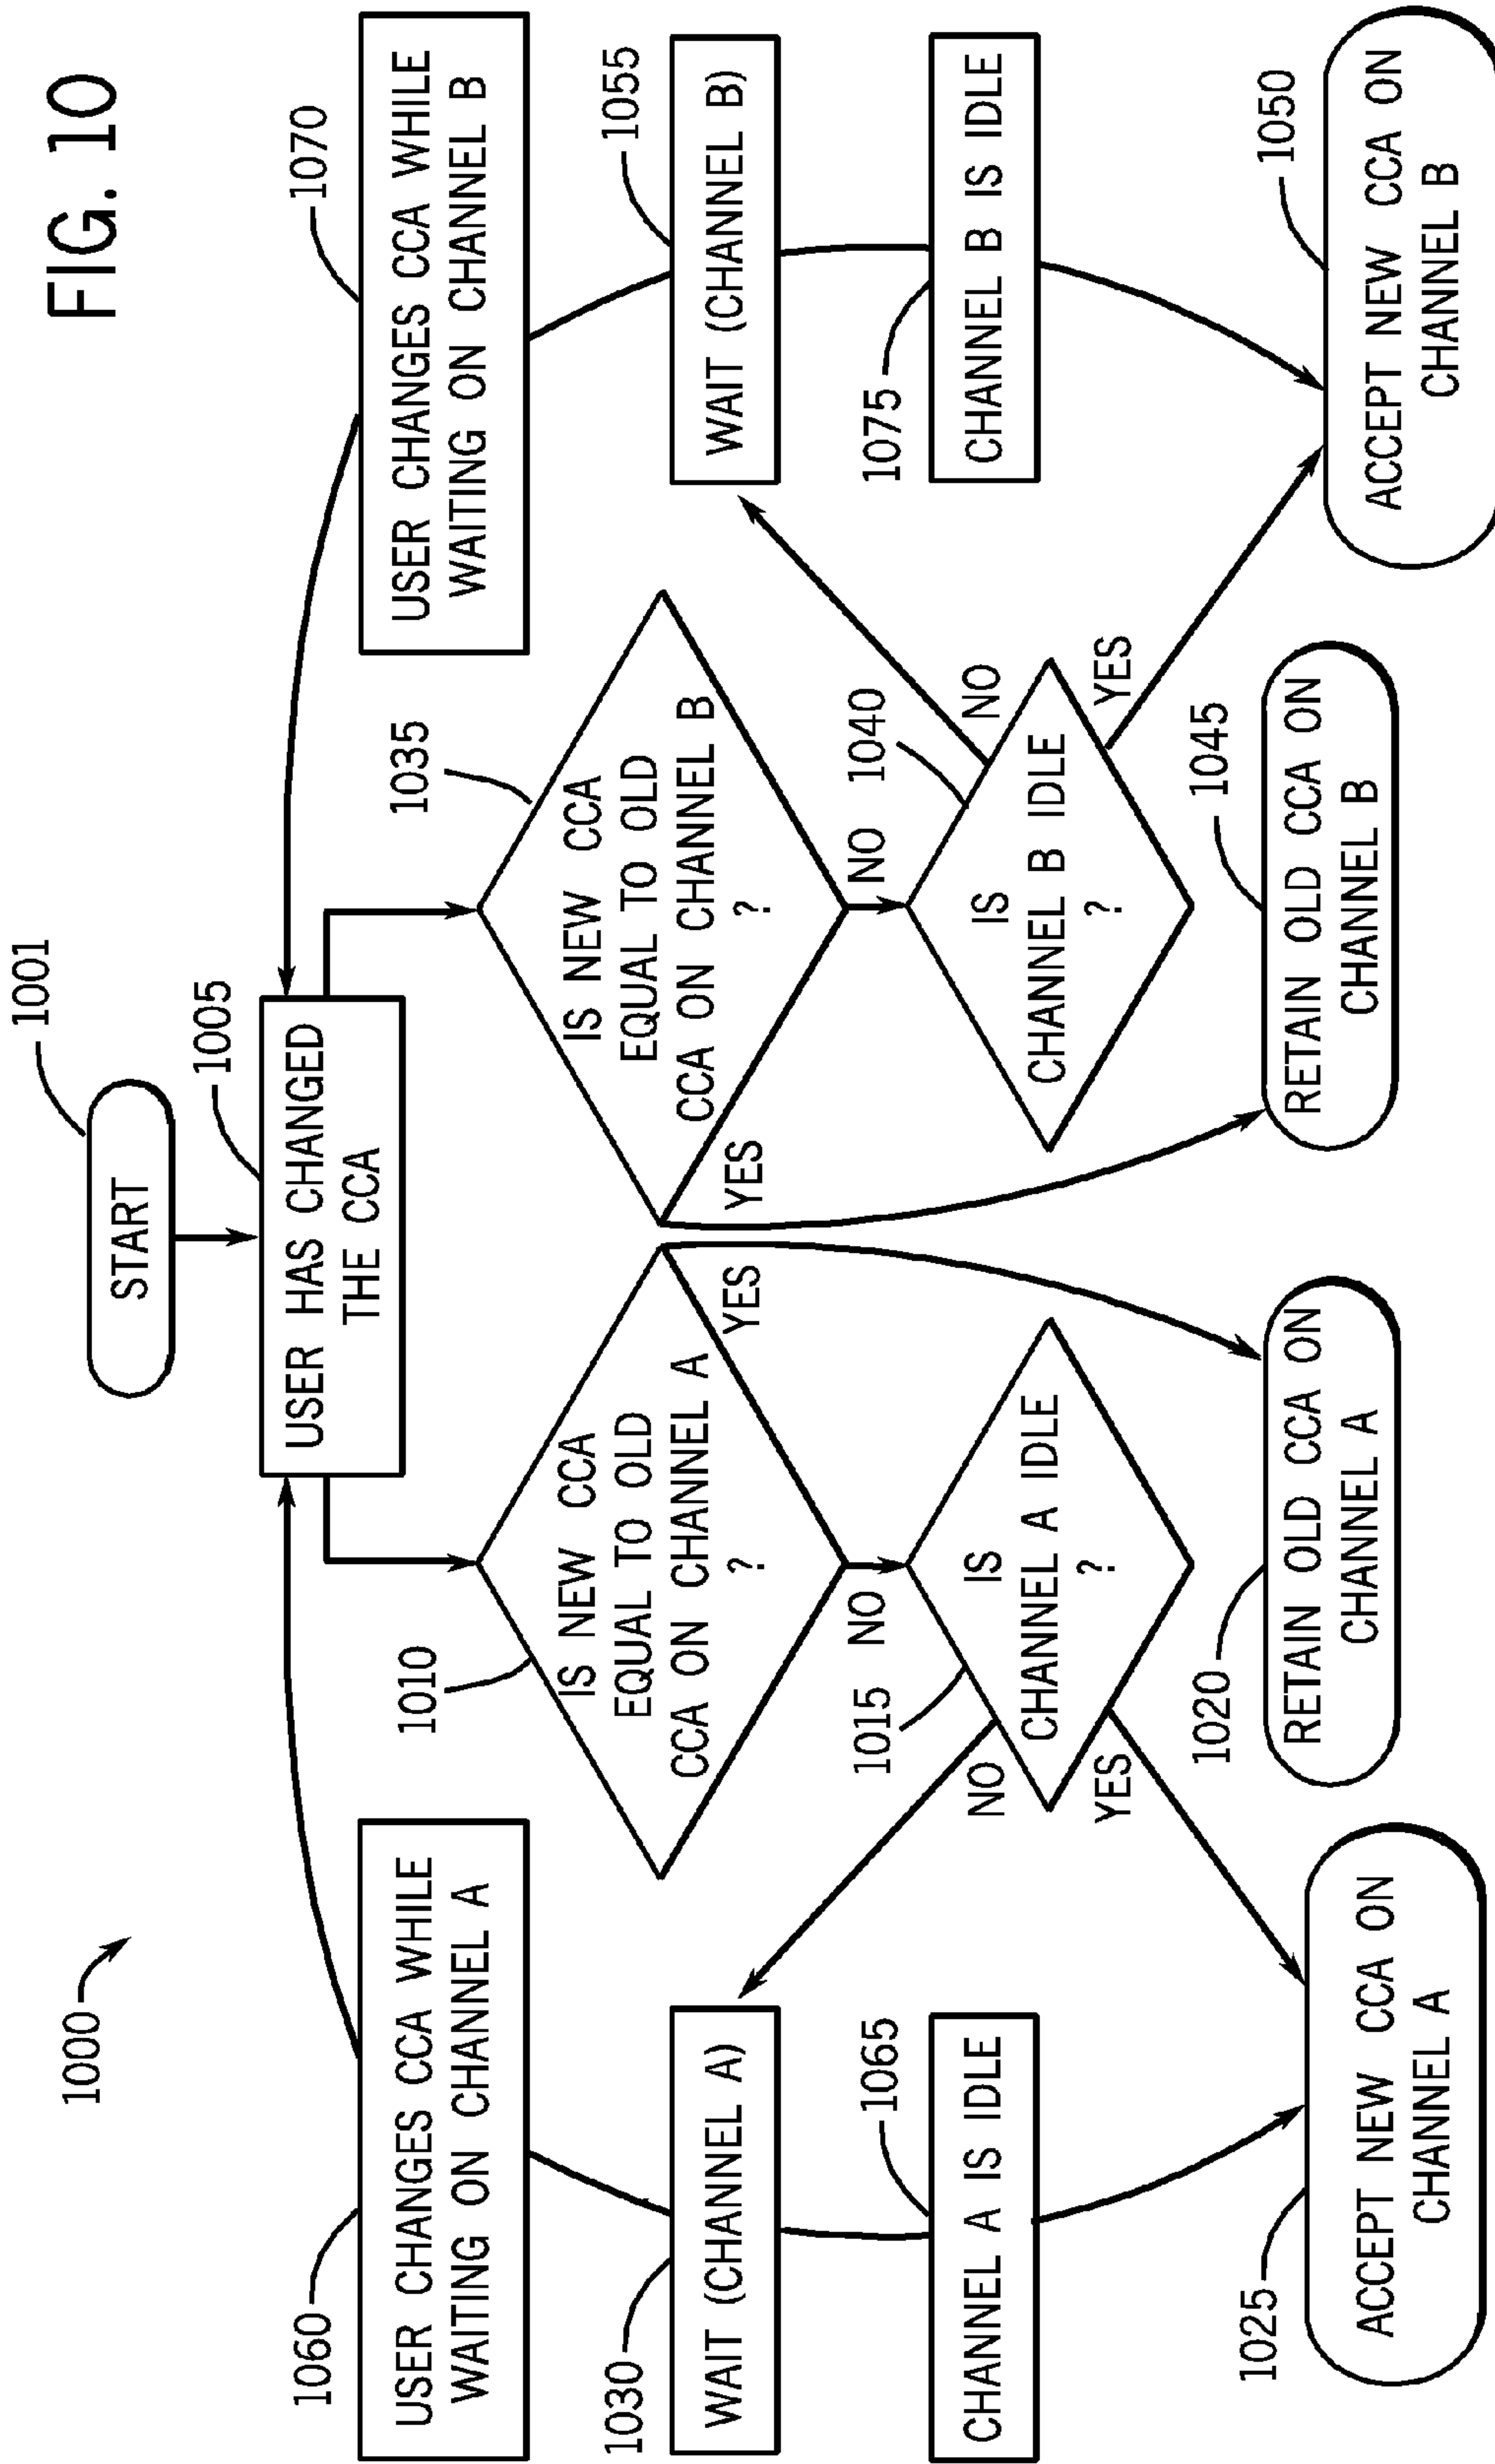 FIG. 10
1000
START
1001
USER HAS CHANGED
THE CCA
1005
USER CHANGES CCA WHILE
WAITING ON CHANNEL A
1060
WAIT (CHANNEL A)
1030
CHANNEL A IS IDLE
1065
ACCEPT NEW CCA ON
CHANNEL A
1025
IS NEW CCA
EQUAL TO OLD
CCA ON CHANNEL A
?
1010
YES
NO
IS
CHANNEL A IDLE
?
1015
NO
YES
RETAIN OLD CCA ON
CHANNEL A
1020
IS NEW CCA
EQUAL TO OLD
CCA ON CHANNEL B
?
1035
YES
NO
IS
CHANNEL B IDLE
?
1040
NO
YES
RETAIN OLD CCA ON
CHANNEL B
1045
USER CHANGES CCA WHILE
WAITING ON CHANNEL B
1070
WAIT (CHANNEL B)
1055
CHANNEL B IS IDLE
1075
ACCEPT NEW CCA ON
CHANNEL B
1050